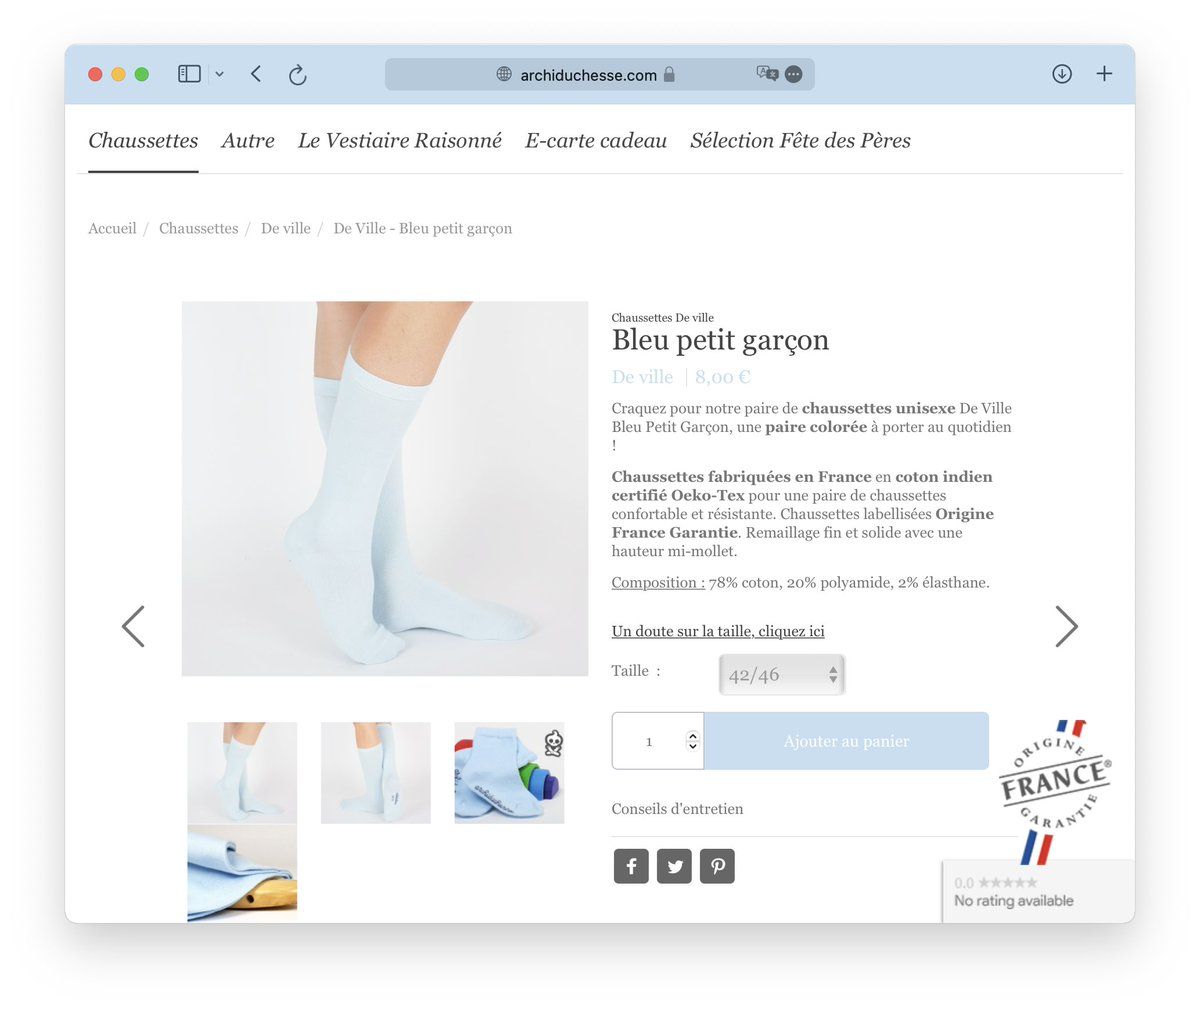 archiduchesse.com
Chaussettes Autre Le Vestiaire Raisonné E-carte cadeau Sélection Fête des Pères
Accueil / Chaussettes / De ville / De Ville - Bleu petit garçon
Chaussettes De ville
Bleu petit garçon
De ville | 8,00 €
Craquez pour notre paire de chaussettes unisexe De Ville
Bleu Petit Garçon, une paire colorée à porter au quotidien
!
Chaussettes fabriquées en France en coton indien
certifié Oeko-Tex pour une paire de chaussettes
confortable et résistante. Chaussettes labellisées Origine
France Garantie. Remaillage fin et solide avec une
hauteur mi-mollet.
Composition : 78% coton, 20% polyamide, 2% élasthane.
Un doute sur la taille, cliquez ici
Taille :
42/46
1
Ajouter au panier
Conseils d'entretien
ORIGINE
FRANCE®
GARANTIE
0.0 ★★★★★
No rating available
archiduchesse